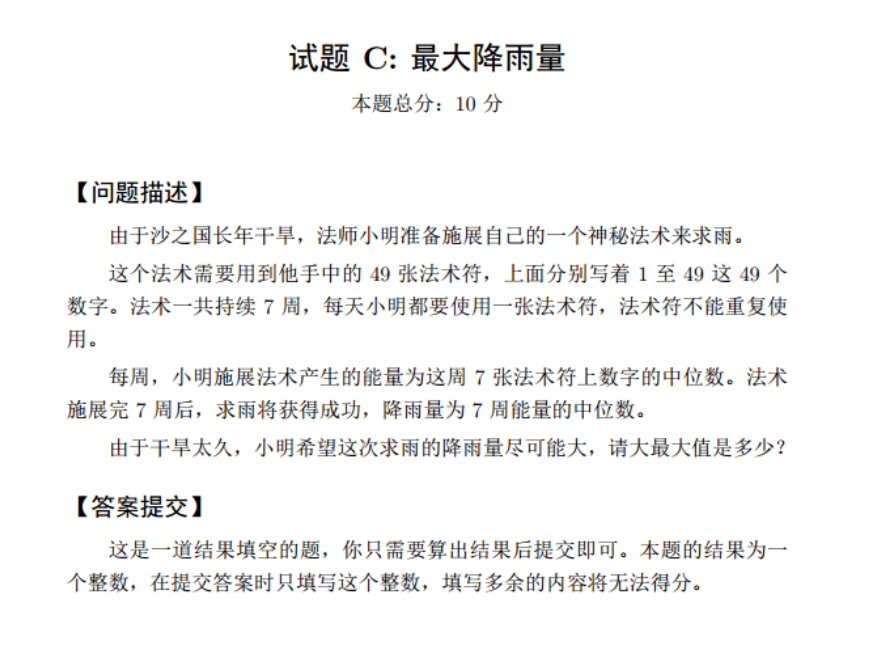 试题 C: 最大降雨量
本题总分：10 分
【问题描述】
由于沙之国长年干旱，法师小明准备施展自己的一个神秘法术来求雨。
这个法术需要用到他手中的 49 张法术符，上面分别写着 1 至 49 这 49 个
数字。法术一共持续 7 周，每天小明都要使用一张法术符，法术符不能重复使
用。
每周，小明施展法术产生的能量为这周 7 张法术符上数字的中位数。法术
施展完 7 周后，求雨将获得成功，降雨量为 7 周能量的中位数。
由于干旱太久，小明希望这次求雨的降雨量尽可能大，请大最大值是多少？
【答案提交】
这是一道结果填空的题，你只需要算出结果后提交即可。本题的结果为一
个整数，在提交答案时只填写这个整数，填写多余的内容将无法得分。